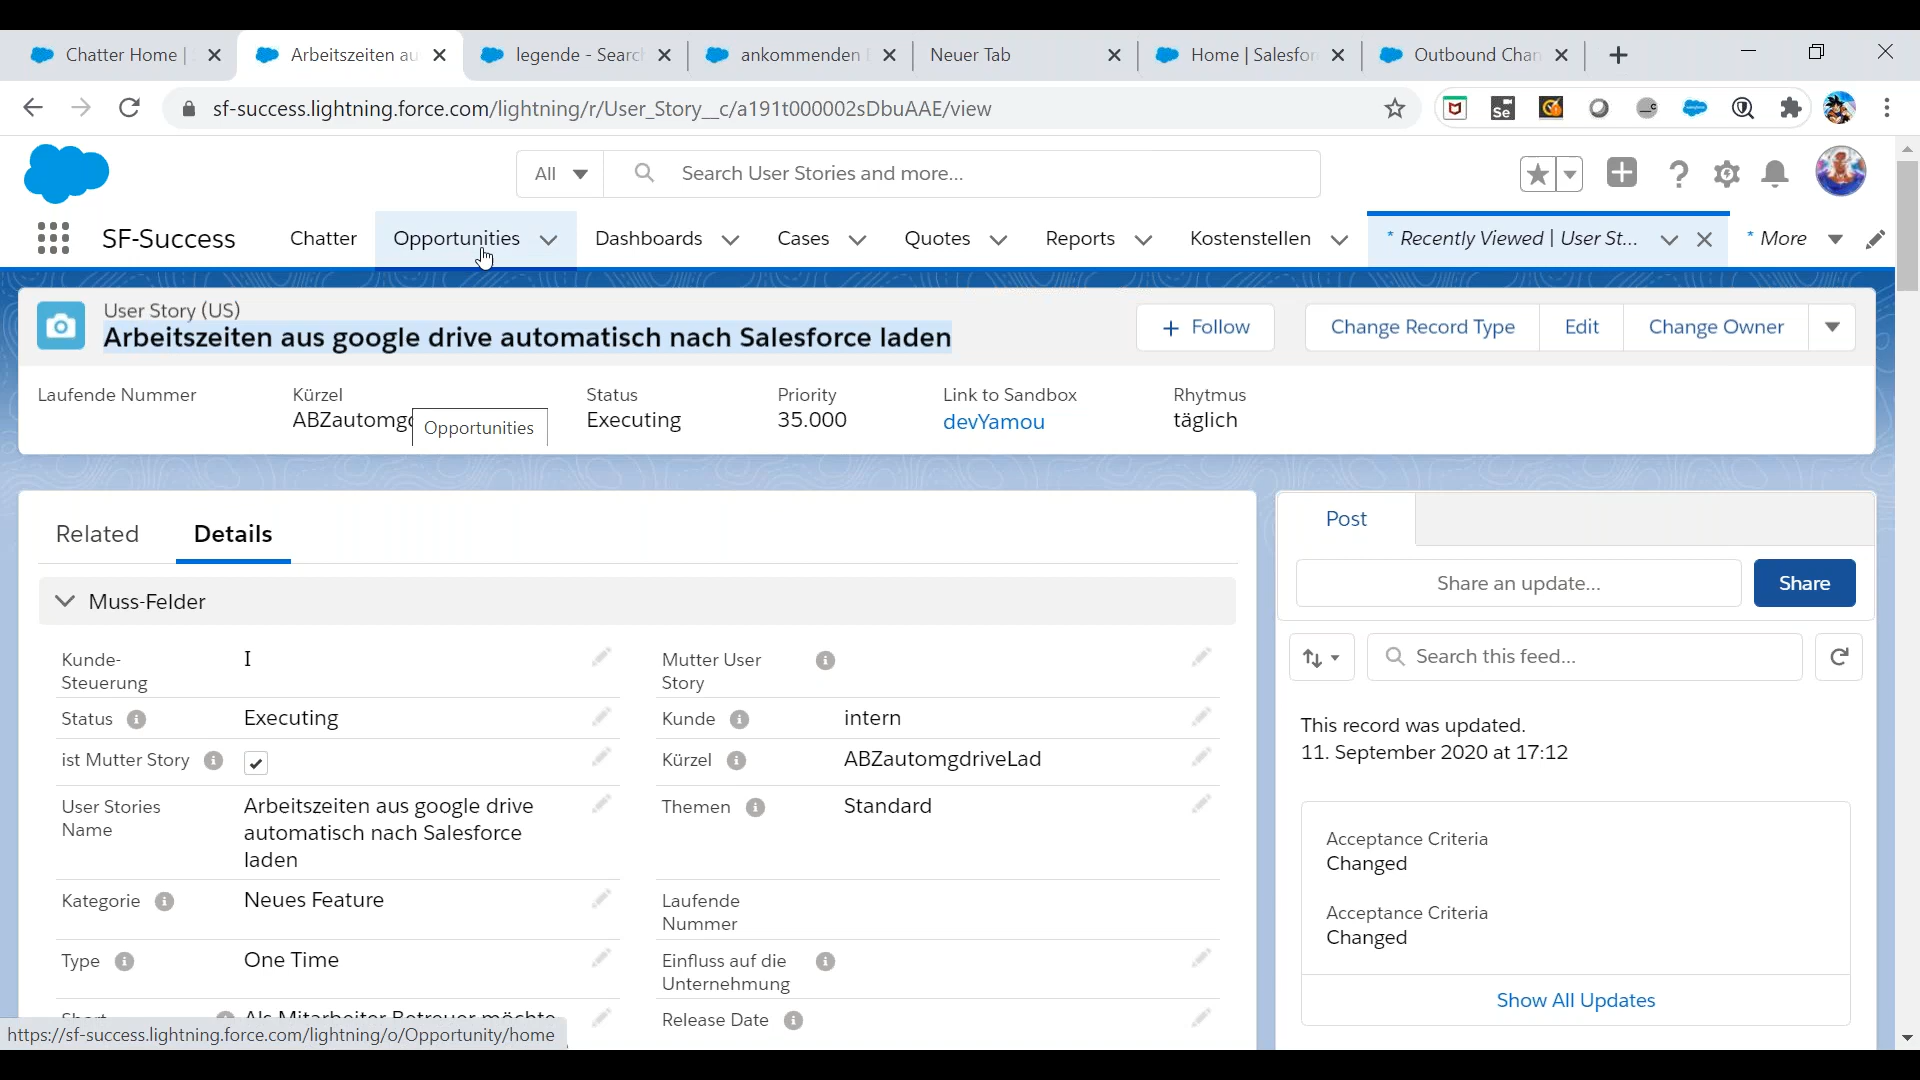 Chatter Home |
Arbeitszeiten au
legende - Searc
ankommenden
Neuer Tab
Home | Salesfor
Outbound Chan
sf-success.lightning.force.com/lightning/r/User_Story__c/a191t000002sDbuAAE/view
Se
All
Search User Stories and more...
SF-Success
Chatter
Opportunities
Dashboards
Cases
Quotes
Reports
Kostenstellen
* Recently Viewed | User St...
* More
User Story (US)
Arbeitszeiten aus google drive automatisch nach Salesforce laden
+ Follow
Change Record Type
Edit
Change Owner
Laufende Nummer
Kürzel
ABZautomgd
Opportunities
Status
Executing
Priority
35.000
Link to Sandbox
devYamou
Rhytmus
täglich
Related
Details
Muss-Felder
Kunde-
Steuerung
I
Mutter User
Story
Status
Executing
Kunde
intern
ist Mutter Story
Kürzel
ABZautomgdriveLad
User Stories
Name
Arbeitszeiten aus google drive
automatisch nach Salesforce
laden
Themen
Standard
Kategorie
Neues Feature
Laufende
Nummer
Type
One Time
Einfluss auf die
Unternehmung
Short
Als Mitarbeiter Betreuer möchte
Release Date
Post
Share an update...
Share
Search this feed...
This record was updated.
11. September 2020 at 17:12
Acceptance Criteria
Changed
Acceptance Criteria
Changed
Show All Updates
https://sf-success.lightning.force.com/lightning/o/Opportunity/home